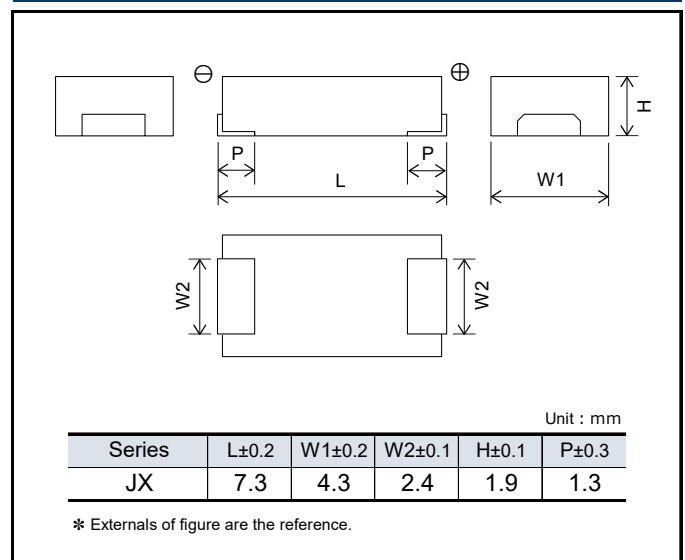 ⊖
⊕
H
P
P
L
W1
W2
W2
Unit : mm
Series L±0.2 W1±0.2 W2±0.1 H±0.1 P±0.3
JX 7.3 4.3 2.4 1.9 1.3
✻ Externals of figure are the reference.